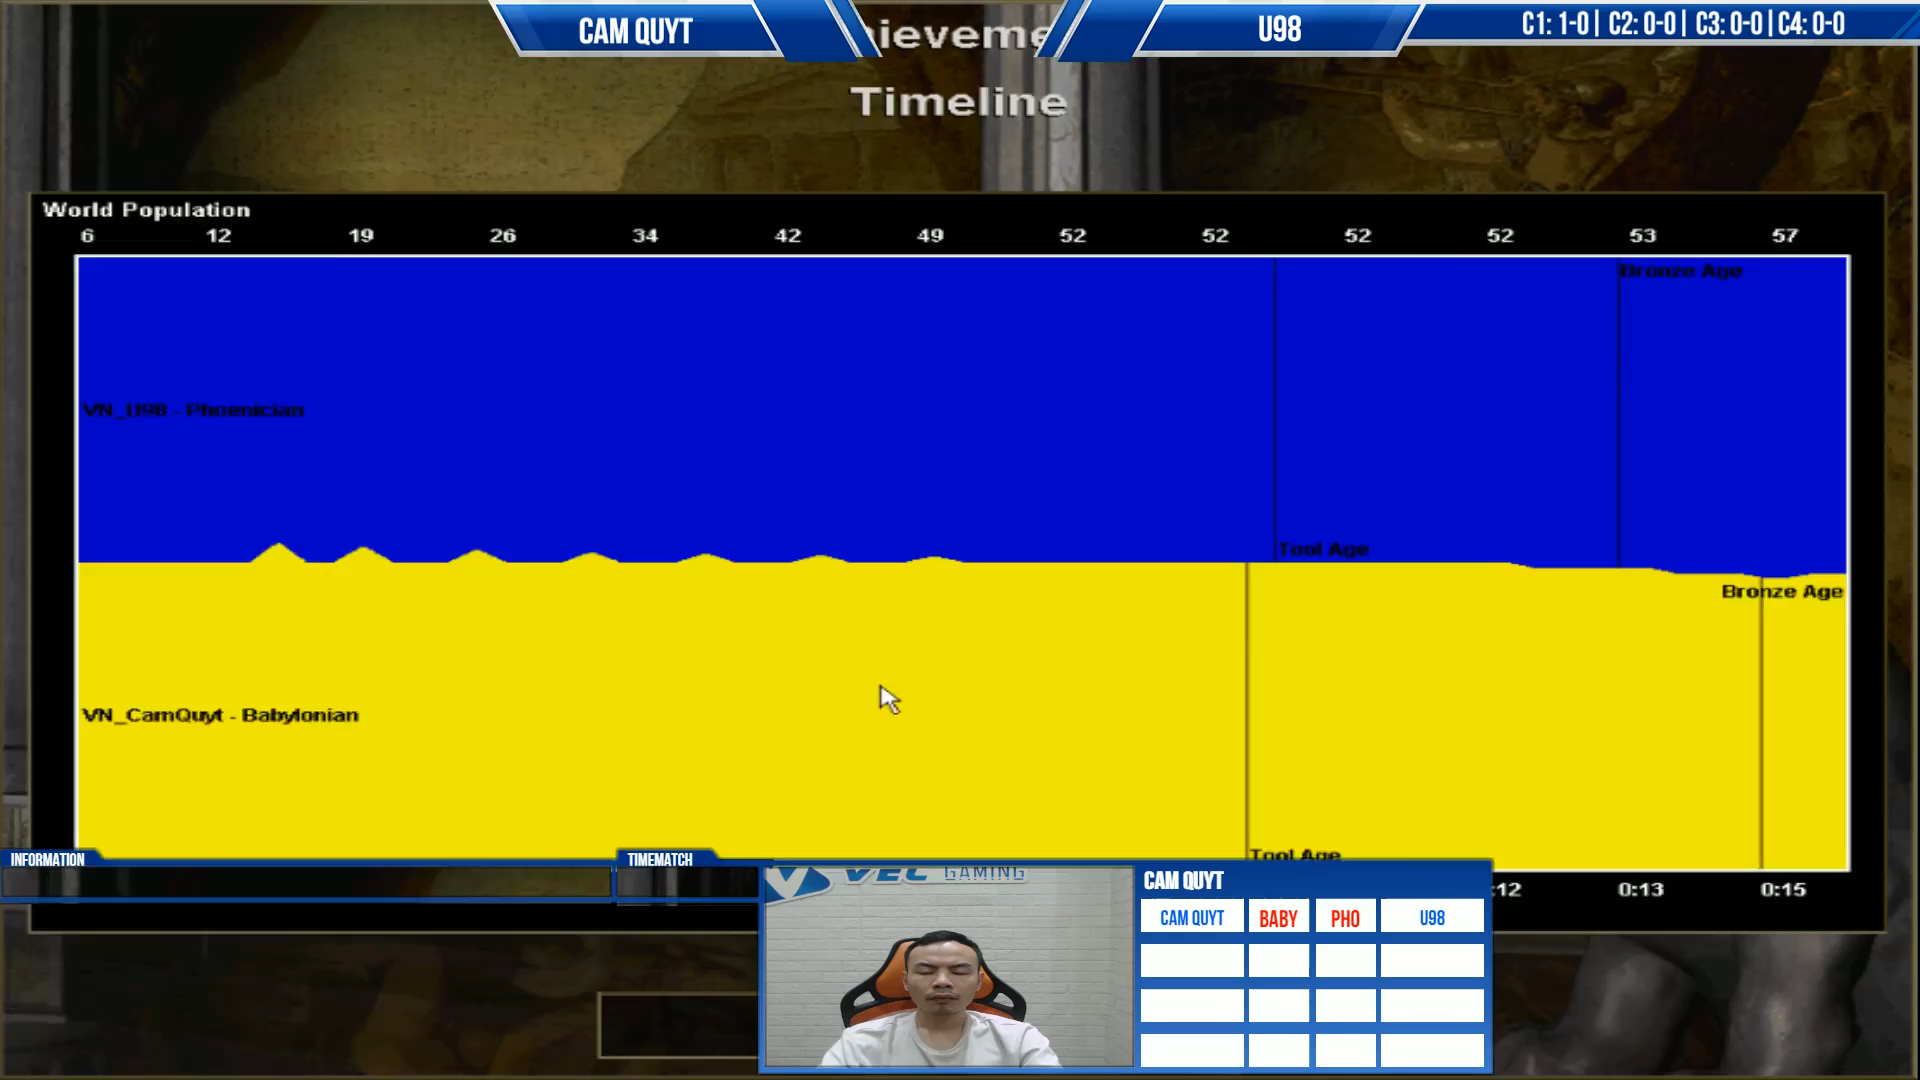 CAM QUYT
U98
C1: 1-0 | C2: 0-0 | C3: 0-0 | C4: 0-0
Timeline
World Population
6 12 19 26 34 42 49 52 52 52 52 53 57
Bronze Age
VN_U98 - Phoenician
Tool Age
Bronze Age
VN_CamQuyt - Babylonian
Tool Age
INFORMATION
TIMEMATCH
VEC GAMING
CAM QUYT
:12 0:13 0:15
CAM QUYT BABY PHO U98